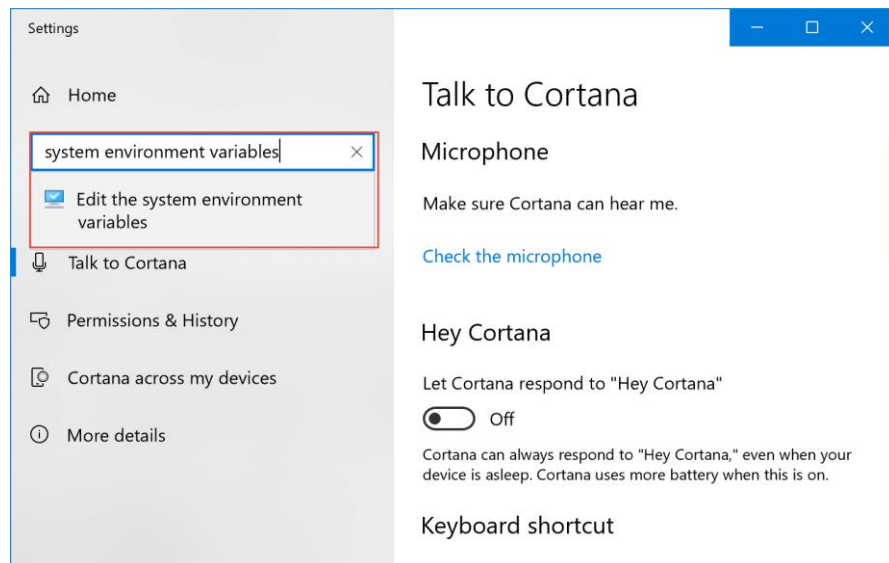 Settings
Home
system environment variables
Edit the system environment
variables
Talk to Cortana
Permissions & History
Cortana across my devices
More details
Talk to Cortana
Microphone
Make sure Cortana can hear me.
Check the microphone
Hey Cortana
Let Cortana respond to "Hey Cortana"
Off
Cortana can always respond to "Hey Cortana," even when your
device is asleep. Cortana uses more battery when this is on.
Keyboard shortcut